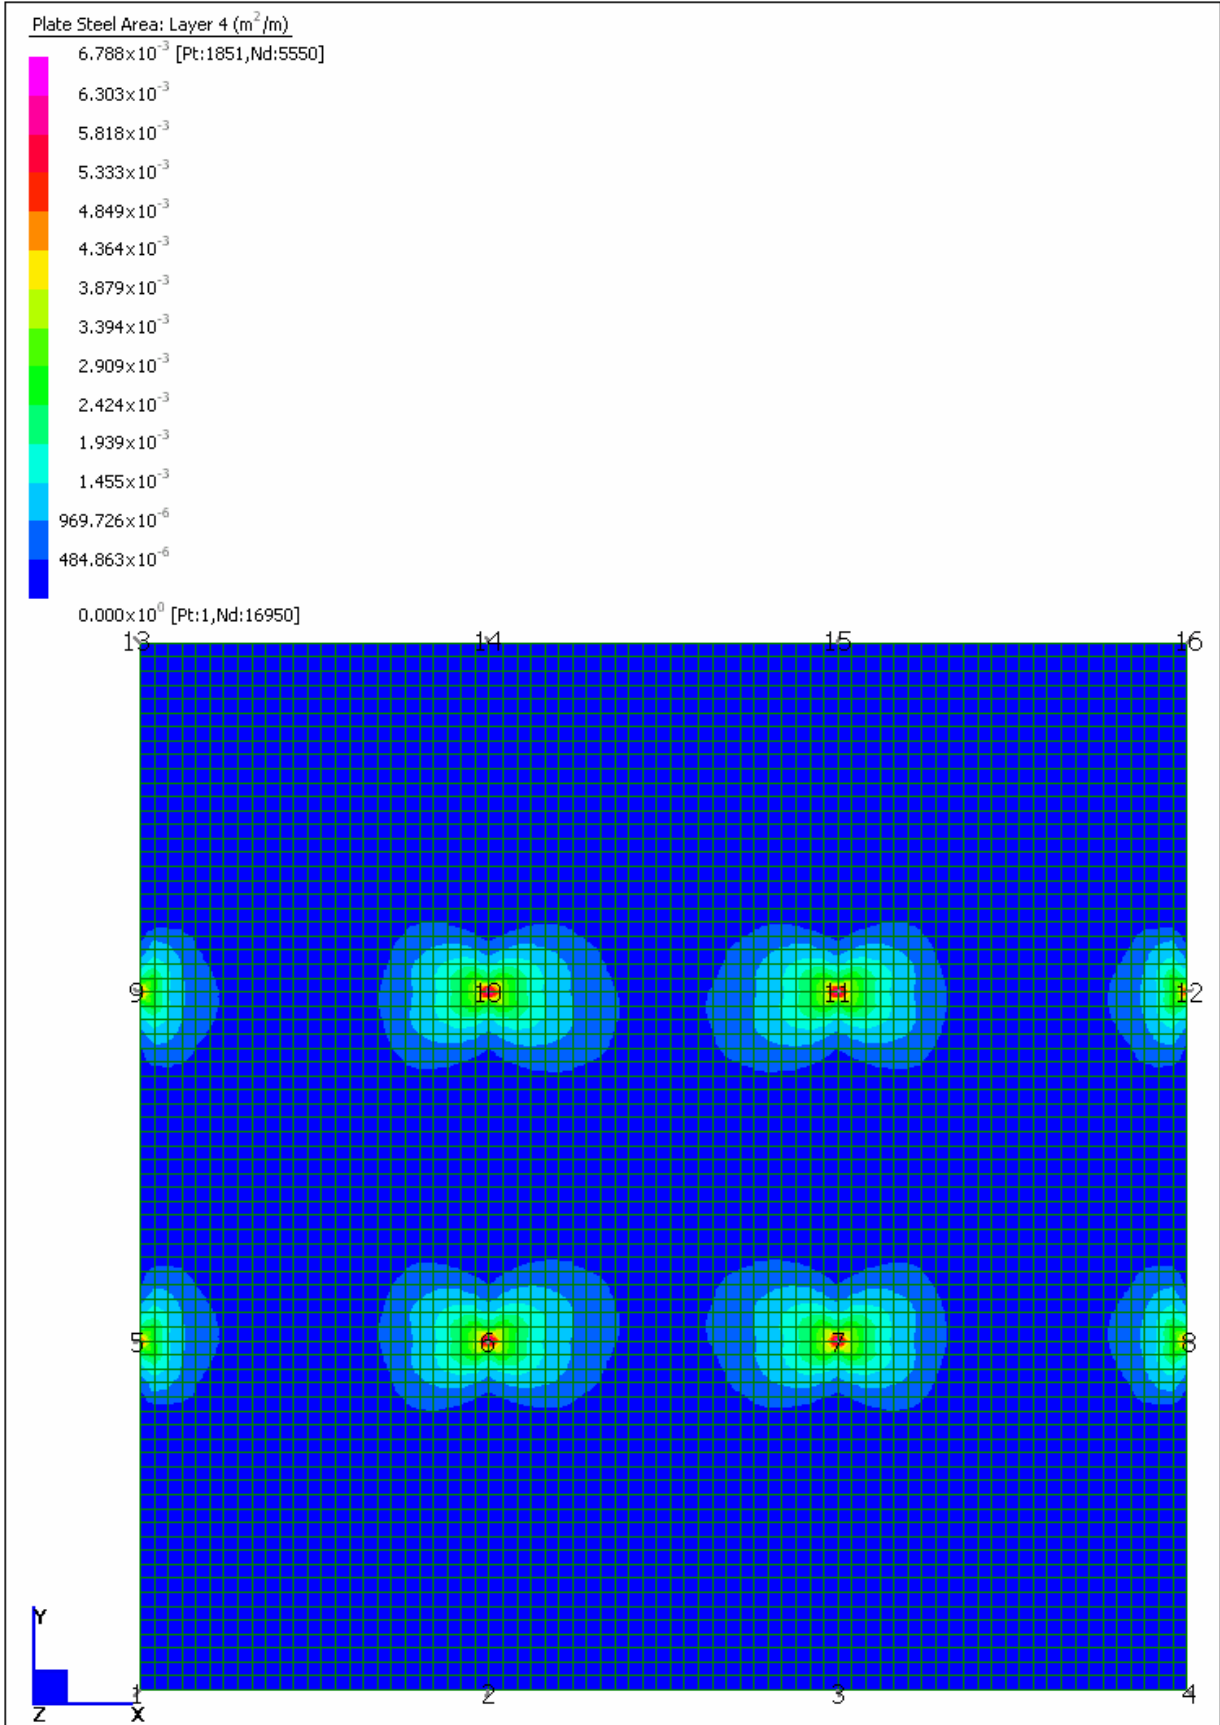 Plate Steel Area: Layer 4 (m²/m)
6.788x10⁻³ [Pt:1851,Nd:5550]
6.303x10⁻³
5.818x10⁻³
5.333x10⁻³
4.849x10⁻³
4.364x10⁻³
3.879x10⁻³
3.394x10⁻³
2.909x10⁻³
2.424x10⁻³
1.939x10⁻³
1.455x10⁻³
969.726x10⁻⁶
484.863x10⁻⁶
0.000x10⁰ [Pt:1,Nd:16950]
13 14 15 16
9 10 11 12
5 6 7 8
Y
1 2 3 4
Z X